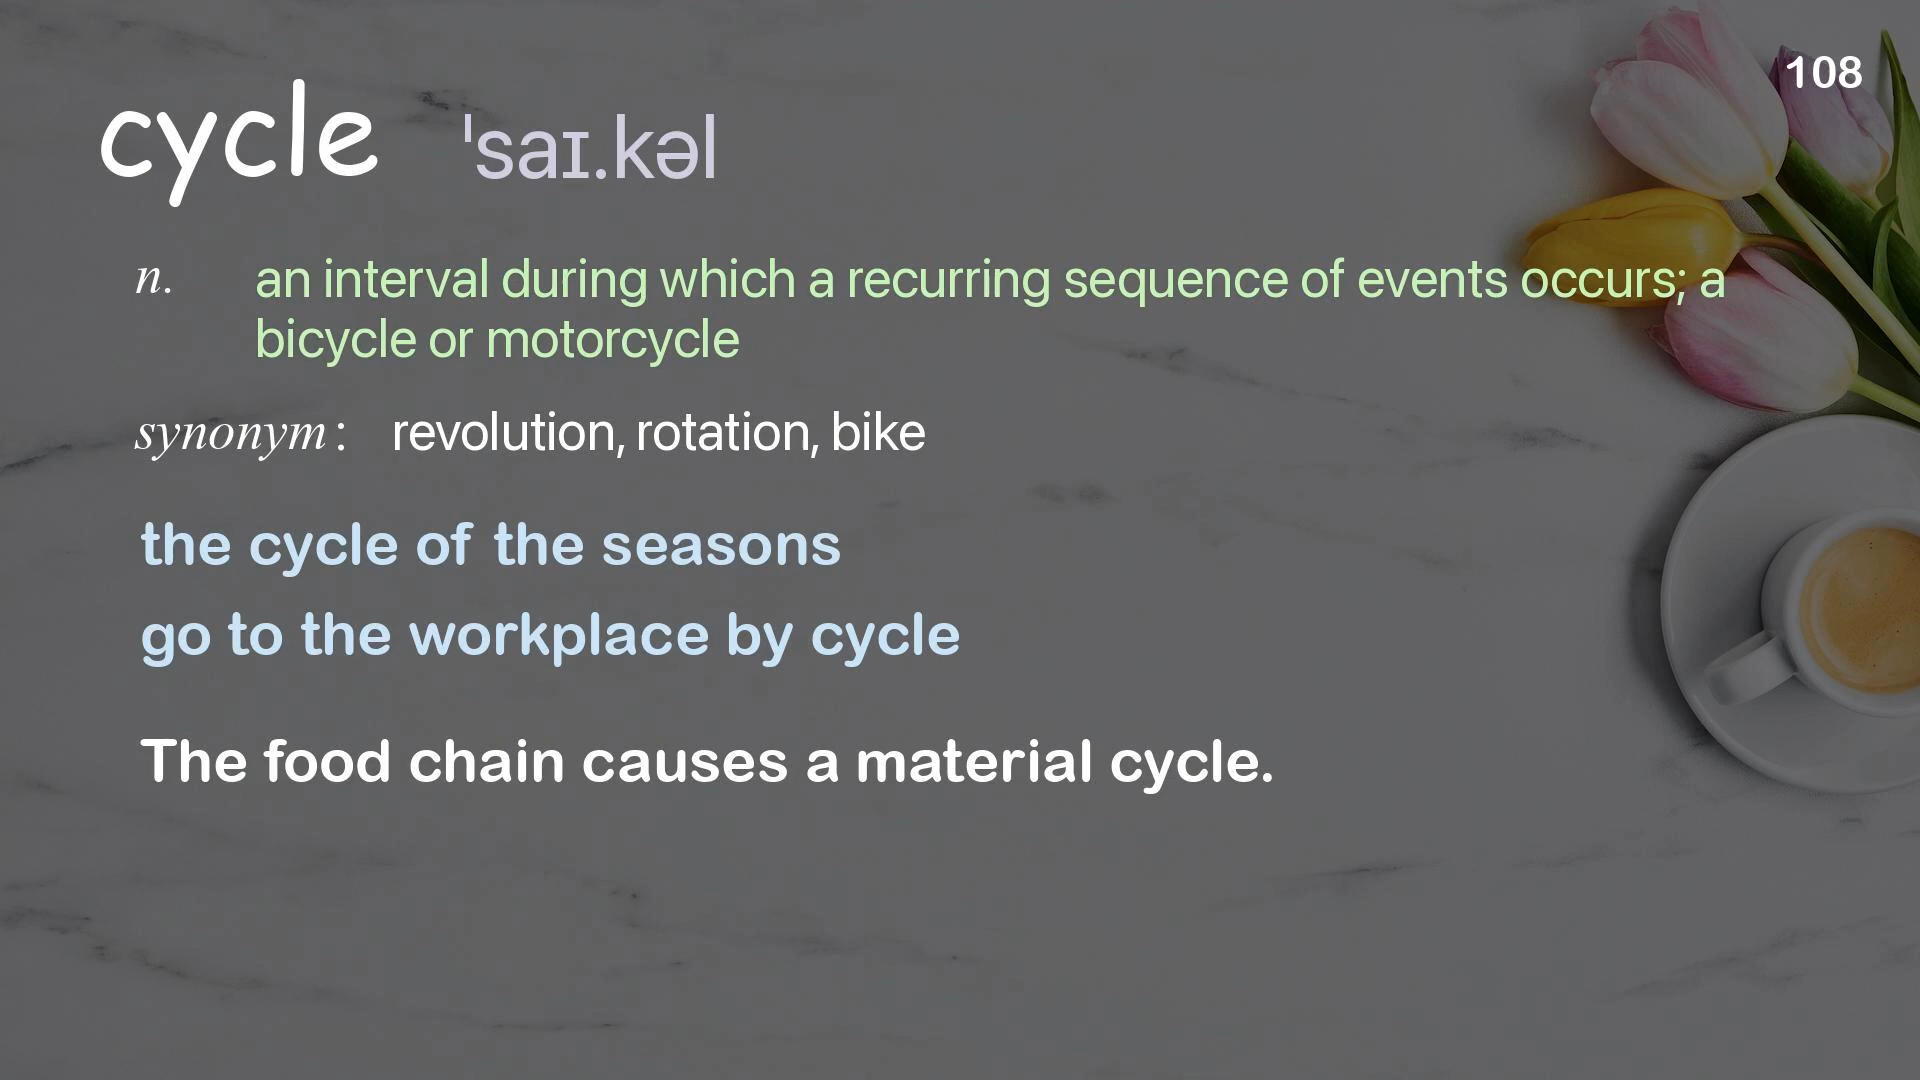 108
cycle ˈsaɪ.kəl
n. an interval during which a recurring sequence of events occurs; a
bicycle or motorcycle
synonym: revolution, rotation, bike
the cycle of the seasons
go to the workplace by cycle
The food chain causes a material cycle.